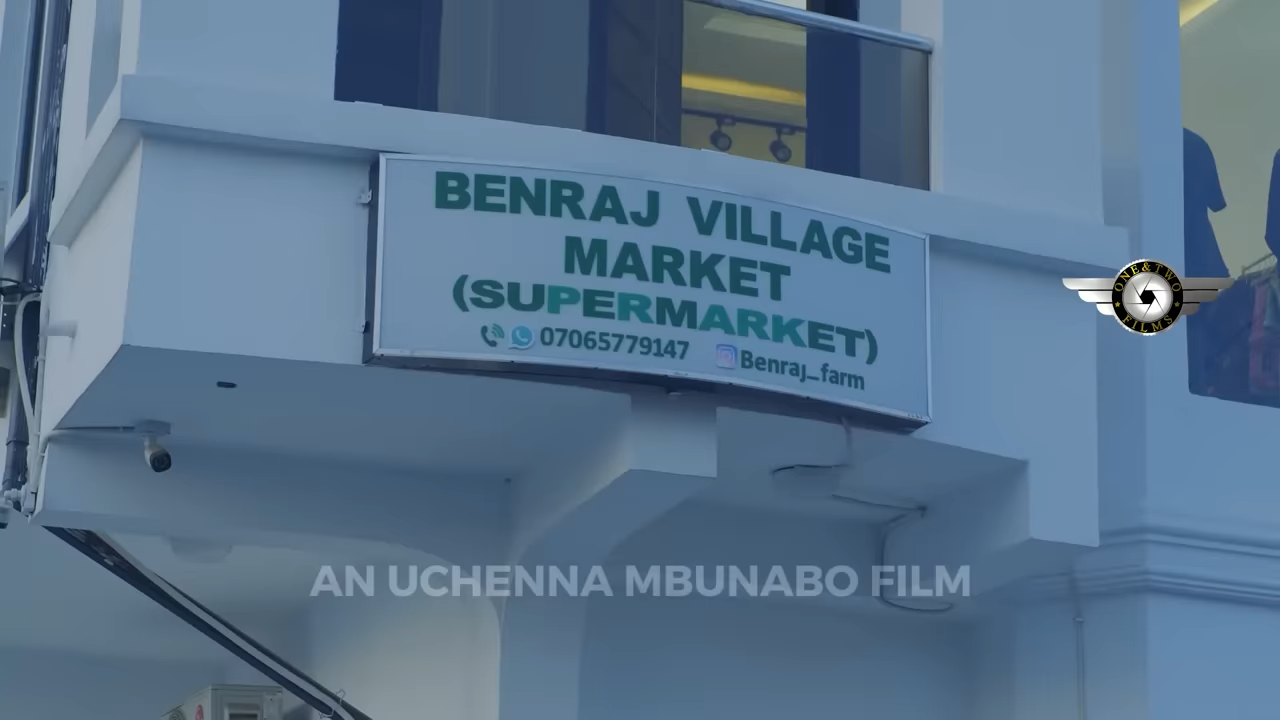 BENRAJ VILLAGE
MARKET
(SUPERMARKET)
07065779147 Benraj_farm
ONE&TWO
FILMS
AN UCHENNA MBUNABO FILM